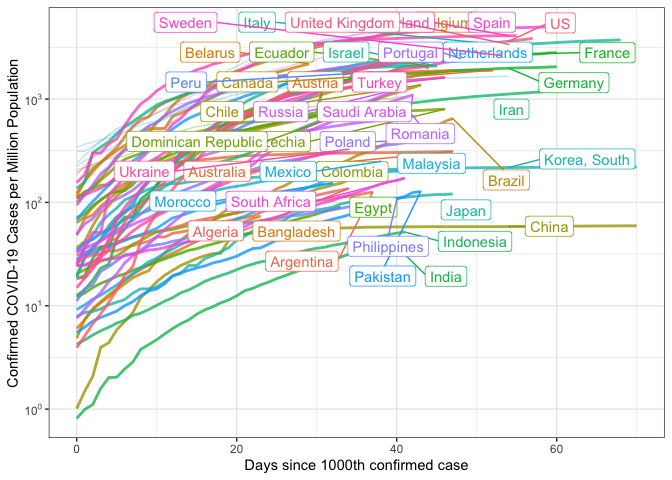 Sweden
Italy
United Kingdom
Spain
US
Belarus
Ecuador
Israel
Portugal
Netherlands
France
Peru
Canada
Austria
Turkey
Germany
Chile
Russia
Saudi Arabia
Iran
Dominican Republic
Poland
Romania
Ukraine
Australia
Mexico
Colombia
Malaysia
Korea, South
Brazil
Morocco
South Africa
Egypt
Japan
Algeria
Bangladesh
China
Philippines
Indonesia
Argentina
Pakistan
India
10³
10²
10¹
10⁰
0
20
40
60
Days since 1000th confirmed case
Confirmed COVID-19 Cases per Million Population